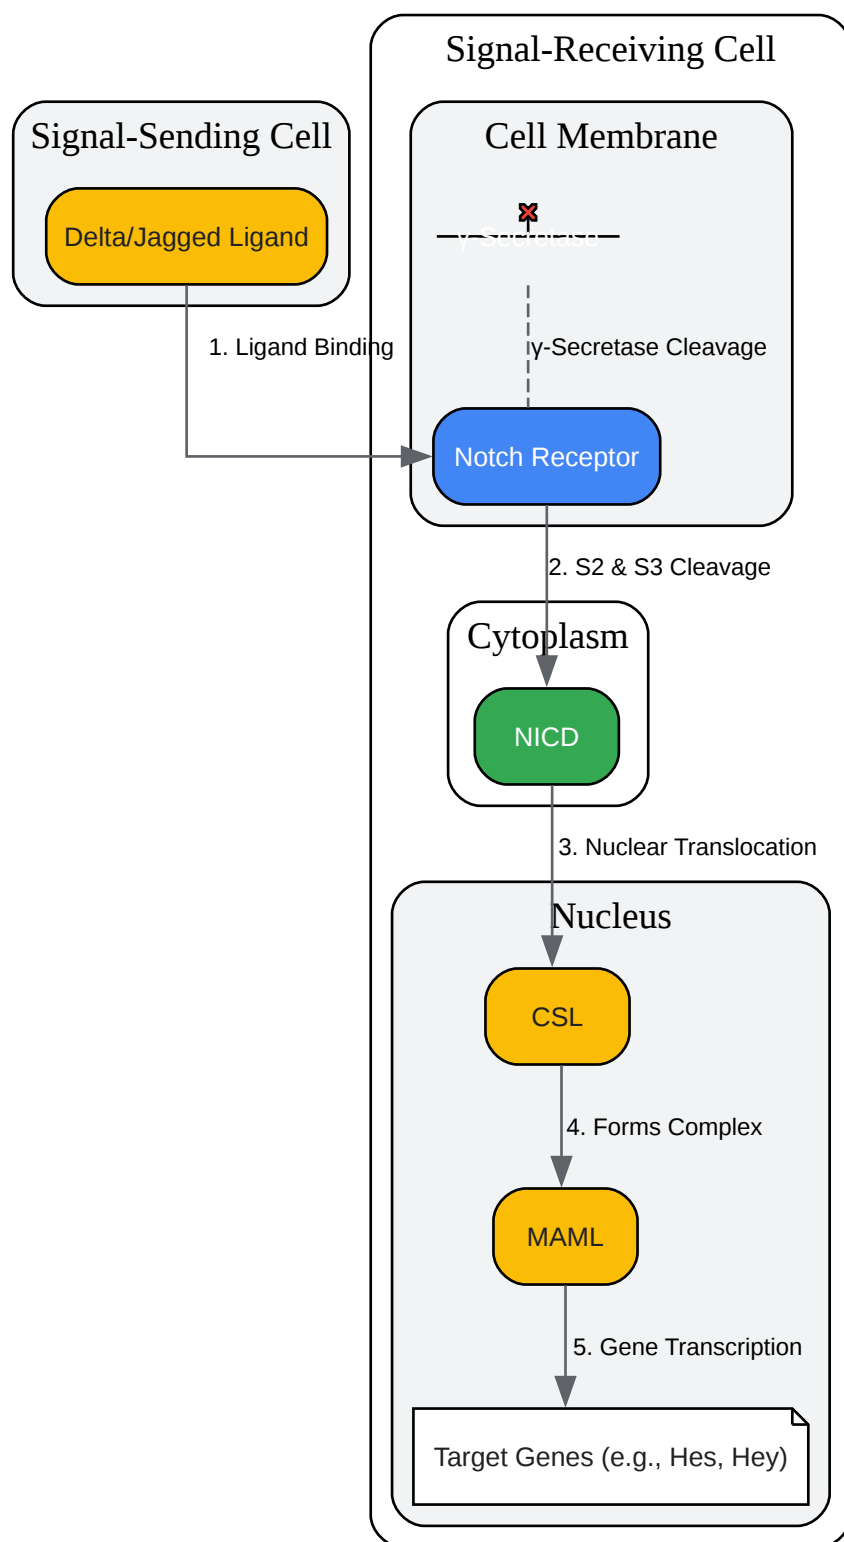 Signal-Receiving Cell
Signal-Sending Cell
Cell Membrane
γ-Secretase
Delta/Jagged Ligand
1. Ligand Binding
γ-Secretase Cleavage
Notch Receptor
2. S2 & S3 Cleavage
Cytoplasm
NICD
3. Nuclear Translocation
Nucleus
CSL
4. Forms Complex
MAML
5. Gene Transcription
Target Genes (e.g., Hes, Hey)